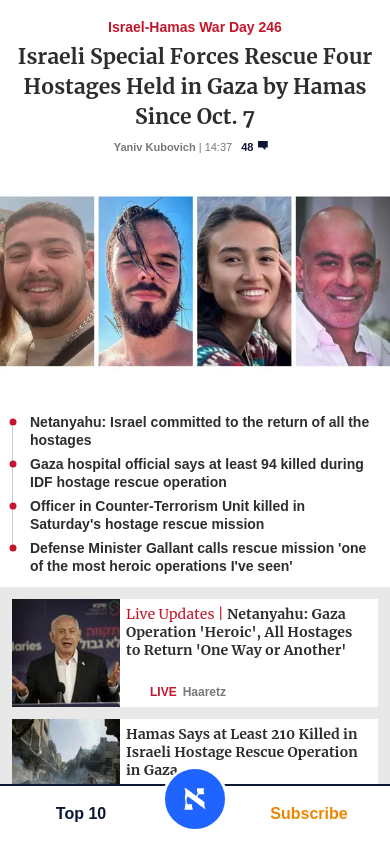 Israel-Hamas War Day 246
Israeli Special Forces Rescue Four
Hostages Held in Gaza by Hamas
Since Oct. 7
Yaniv Kubovich | 14:37 48
Netanyahu: Israel committed to the return of all the
hostages
Gaza hospital official says at least 94 killed during
IDF hostage rescue operation
Officer in Counter-Terrorism Unit killed in
Saturday's hostage rescue mission
Defense Minister Gallant calls rescue mission 'one
of the most heroic operations I've seen'
Live Updates | Netanyahu: Gaza
Operation 'Heroic', All Hostages
to Return 'One Way or Another'
LIVE Haaretz
Hamas Says at Least 210 Killed in
Israeli Hostage Rescue Operation
in Gaza
Top 10
Subscribe